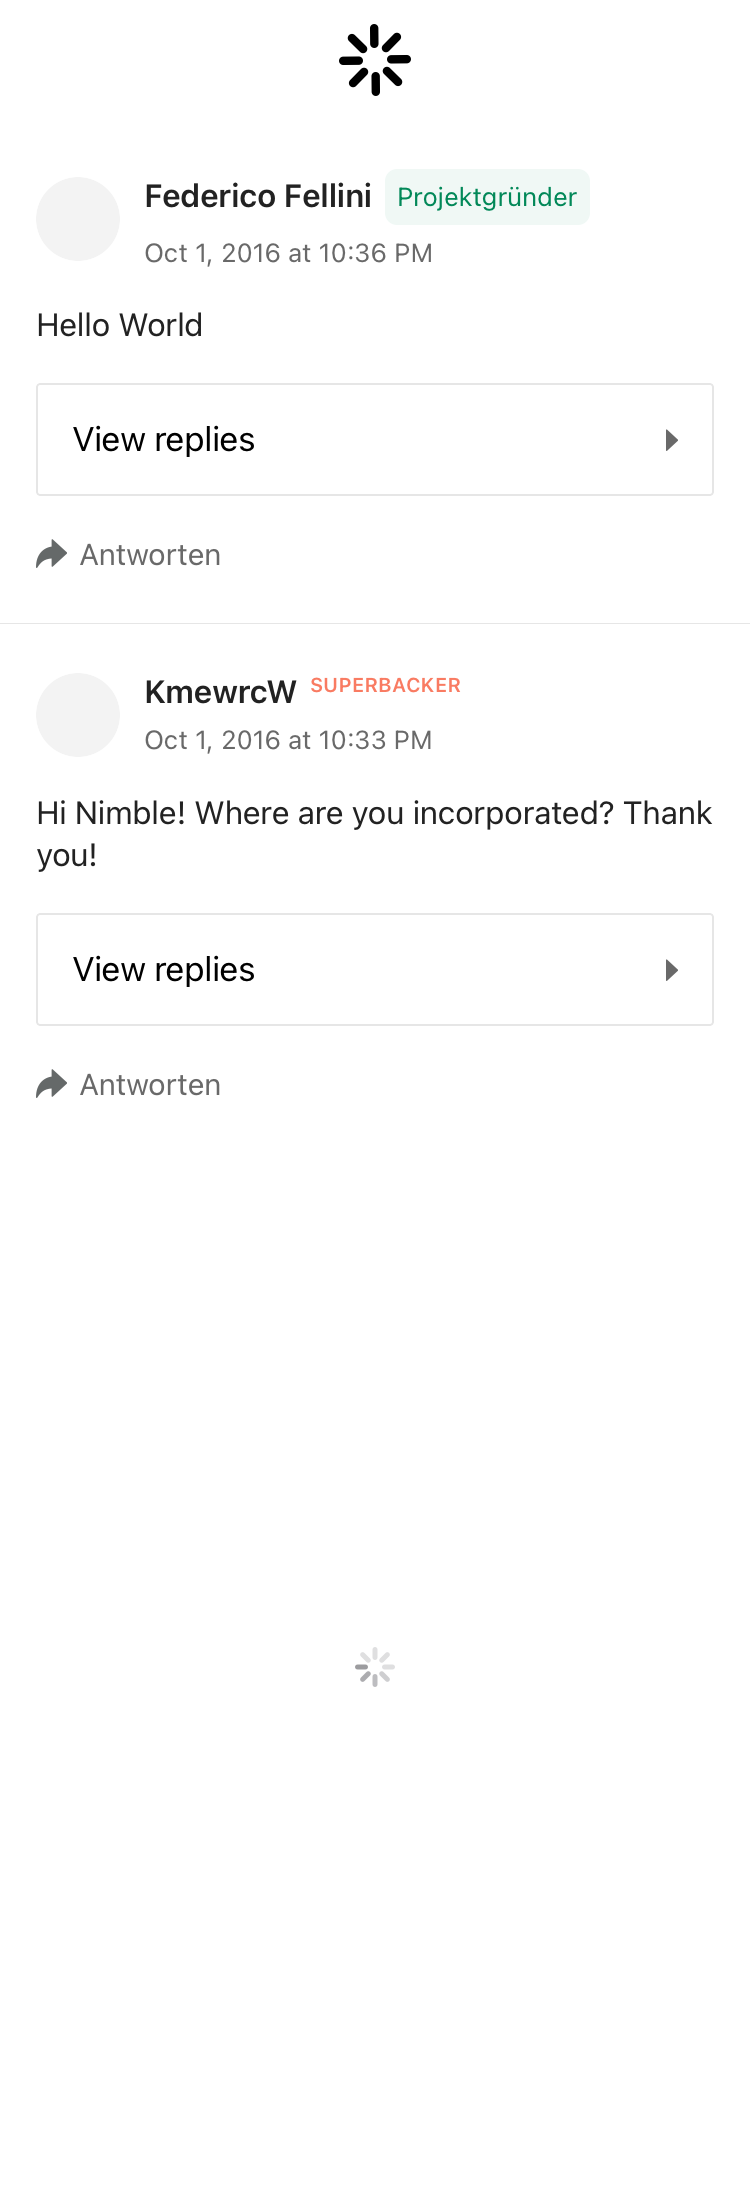 Federico Fellini Projektgründer
Oct 1, 2016 at 10:36 PM
Hello World
View replies
Antworten
KmewrcW SUPERBACKER
Oct 1, 2016 at 10:33 PM
Hi Nimble! Where are you incorporated? Thank
you!
View replies
Antworten